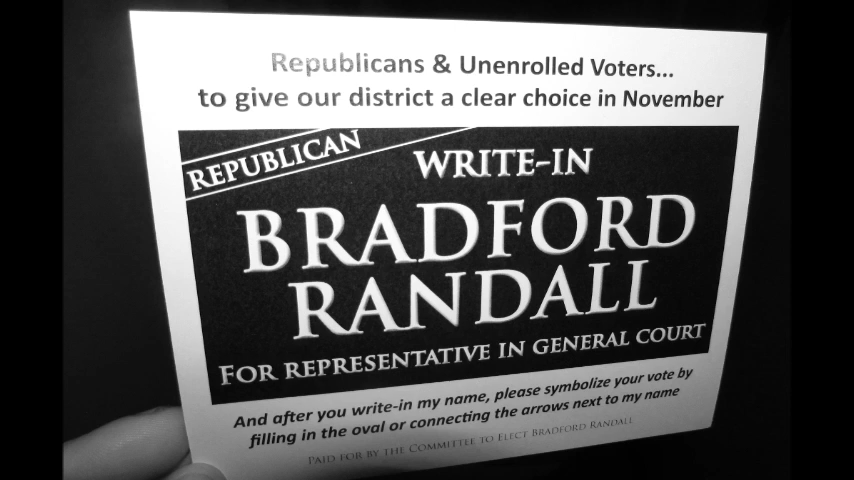 Republicans & Unenrolled Voters...
to give our district a clear choice in November
REPUBLICAN
WRITE-IN
BRADFORD
RANDALL
FOR REPRESENTATIVE IN GENERAL COURT
And after you write-in my name, please symbolize your vote by
filling in the oval or connecting the arrows next to my name
PAID FOR BY THE COMMITTEE TO ELECT BRADFORD RANDALL